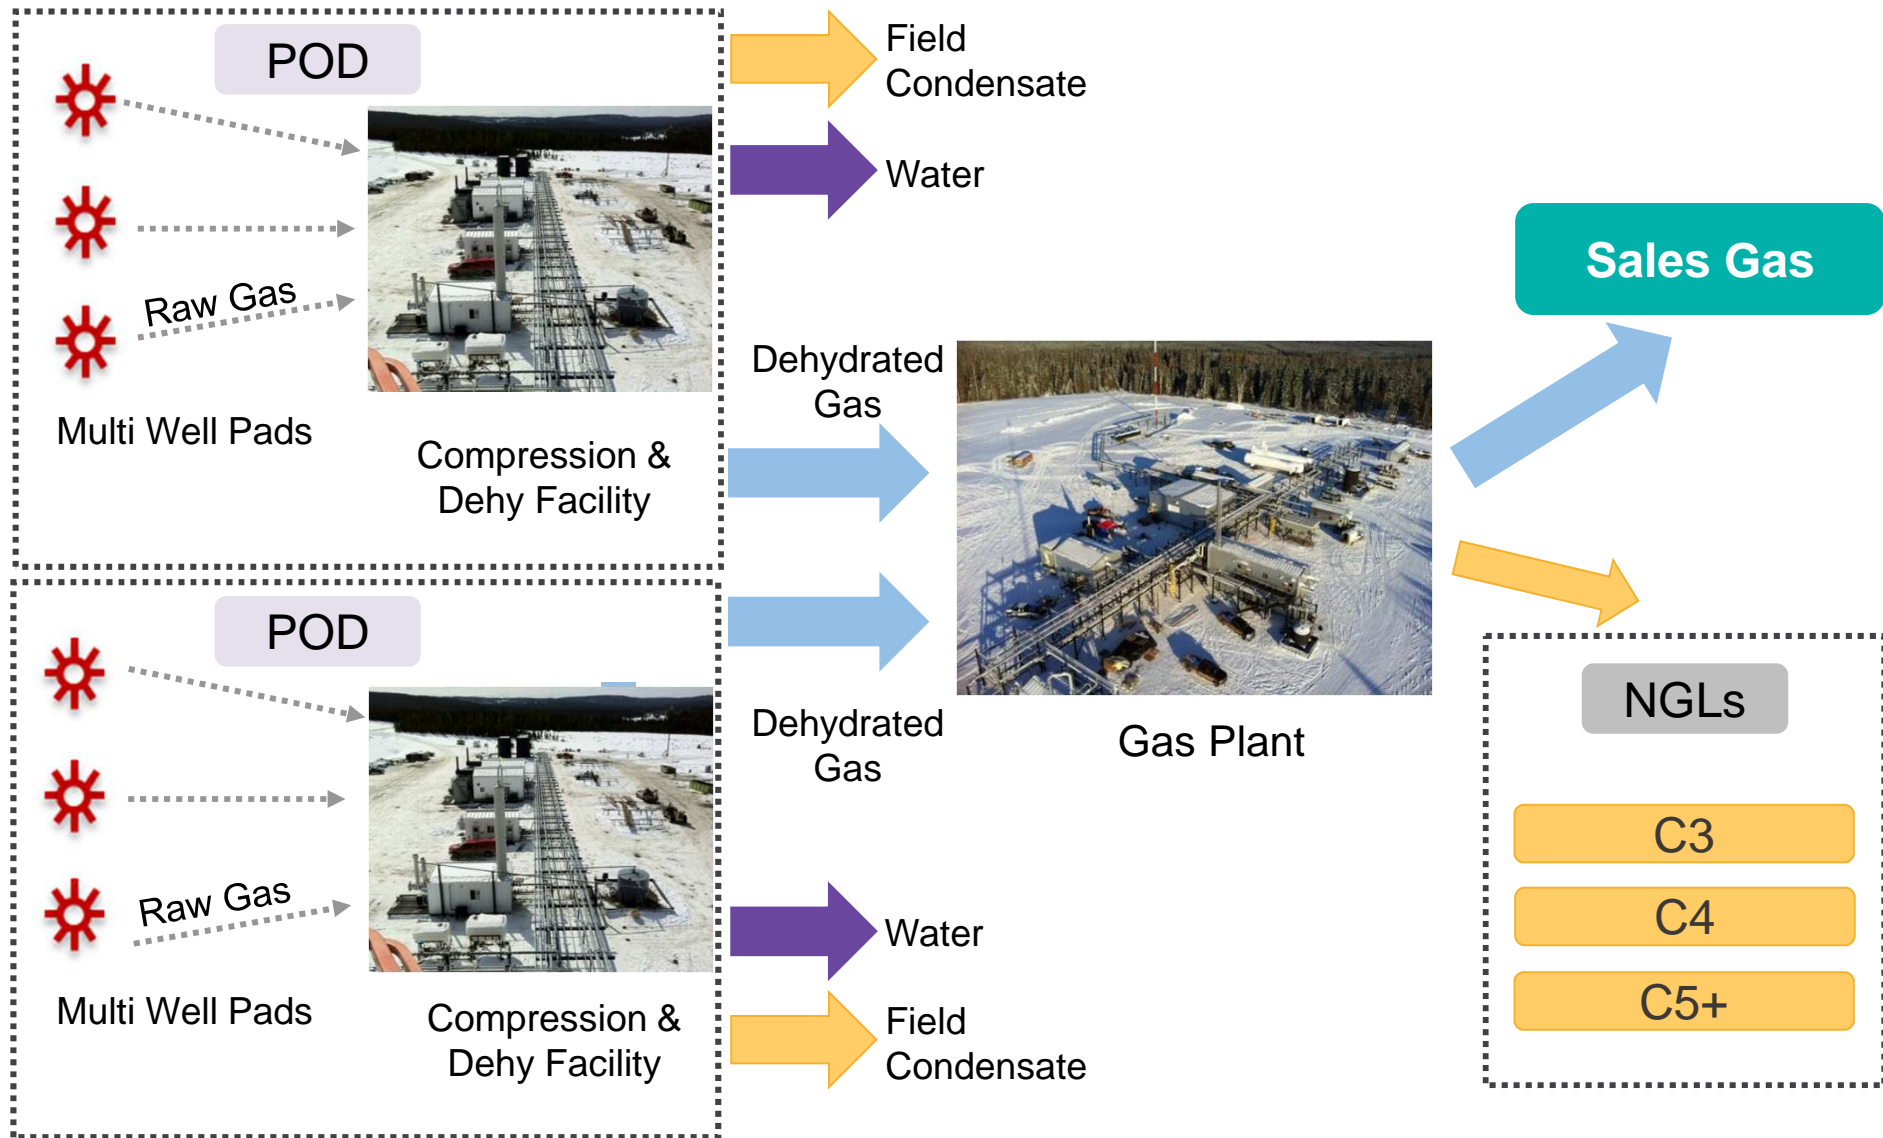 POD
Raw Gas
Multi Well Pads
Compression &
Dehy Facility
Field
Condensate
Water
Dehydrated
Gas
POD
Raw Gas
Multi Well Pads
Compression &
Dehy Facility
Dehydrated
Gas
Water
Field
Condensate
Gas Plant
Sales Gas
NGLs
C3
C4
C5+